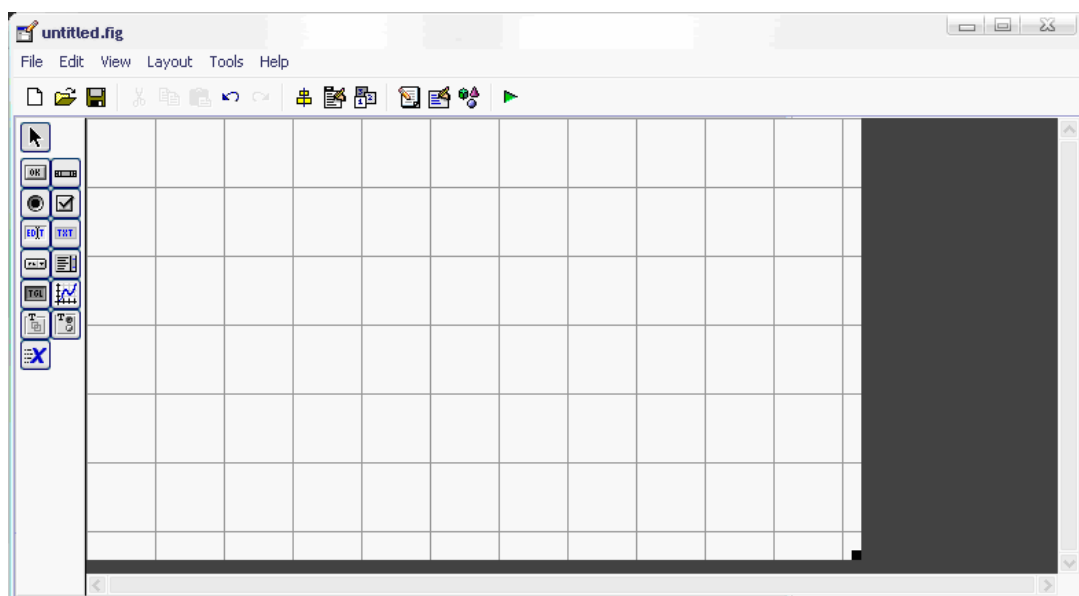 untitled.fig
File Edit View Layout Tools Help
OK
EDIT TXT
TGL
T T
X